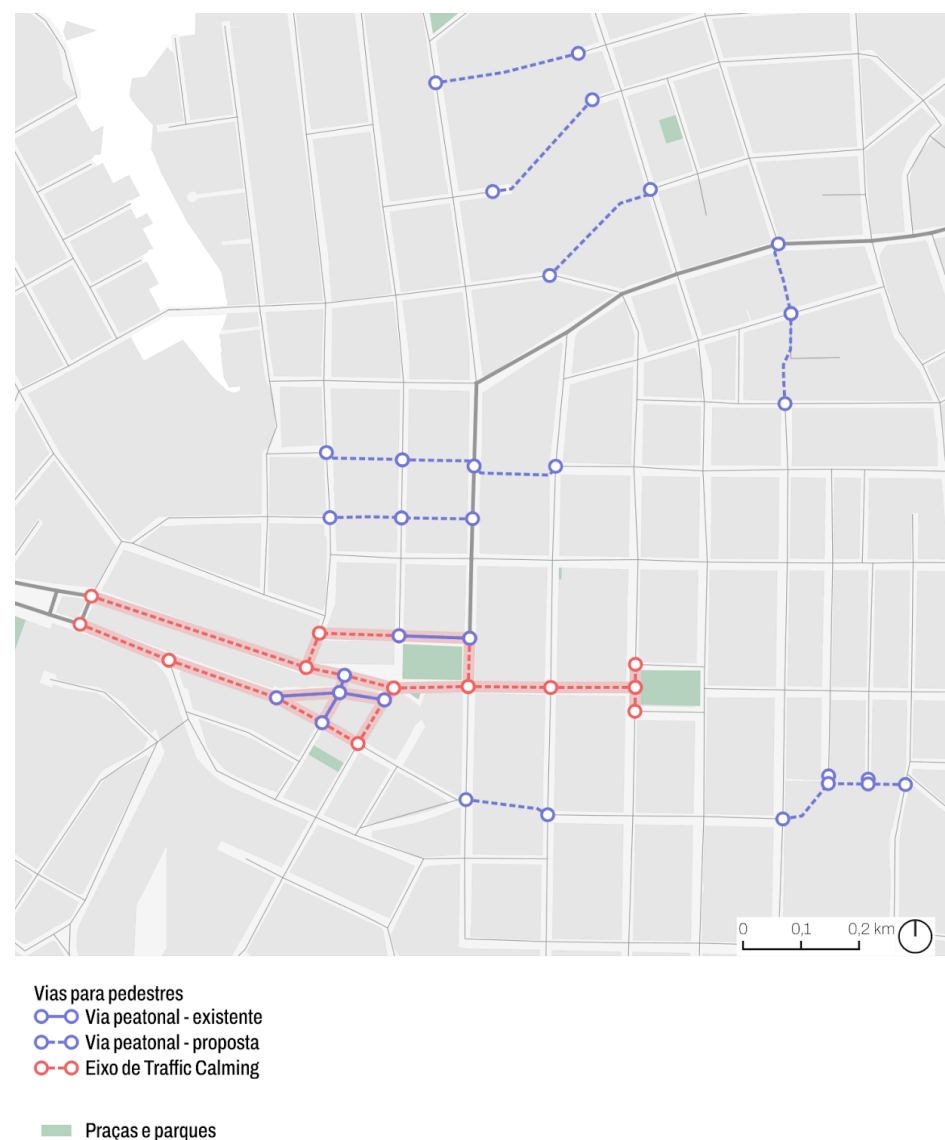 0 0,1 0,2 km
Vias para pedestres
Via peatonal - existente
Via peatonal - proposta
Eixo de Traffic Calming
Praças e parques